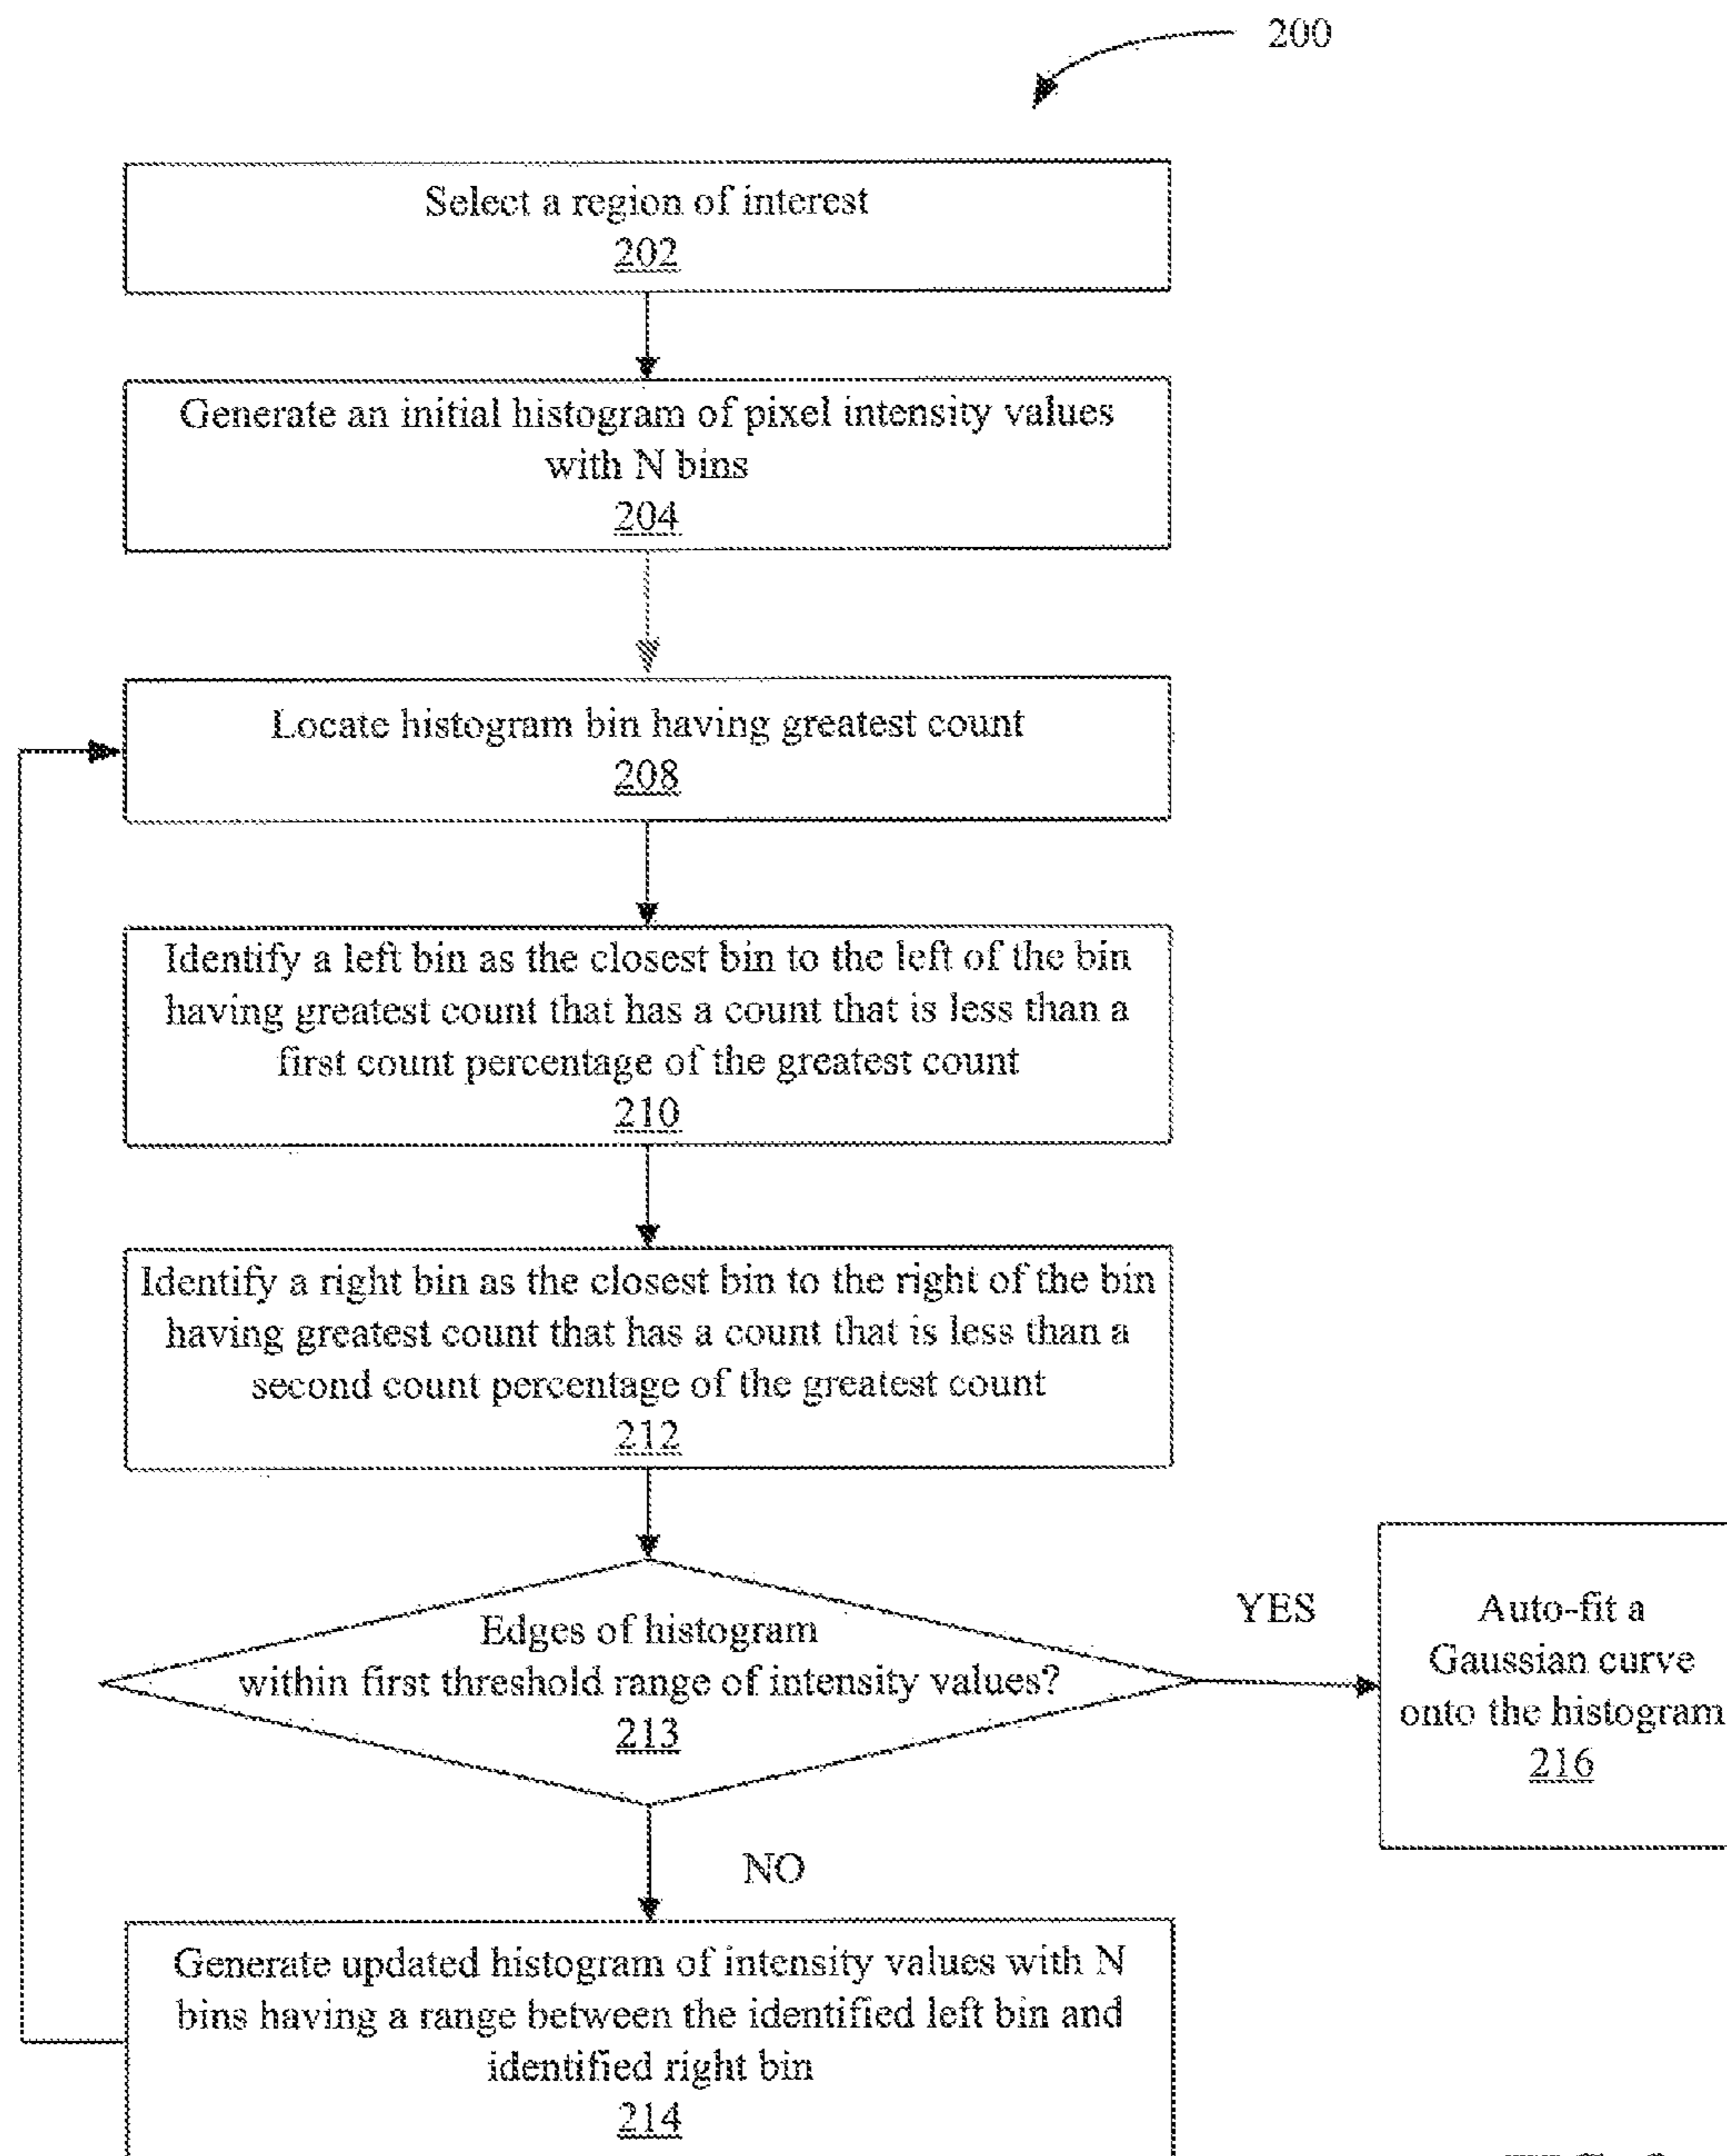 200
Select a region of interest
202
Generate an initial histogram of pixel intensity values
with N bins
204
Locate histogram bin having greatest count
208
Identify a left bin as the closest bin to the left of the bin
having greatest count that has a count that is less than a
first count percentage of the greatest count
210
Identify a right bin as the closest bin to the right of the bin
having greatest count that has a count that is less than a
second count percentage of the greatest count
212
Edges of histogram
within first threshold range of intensity values?
213
YES
Auto-fit a
Gaussian curve
onto the histogram
216
NO
Generate updated histogram of intensity values with N
bins having a range between the identified left bin and
identified right bin
214